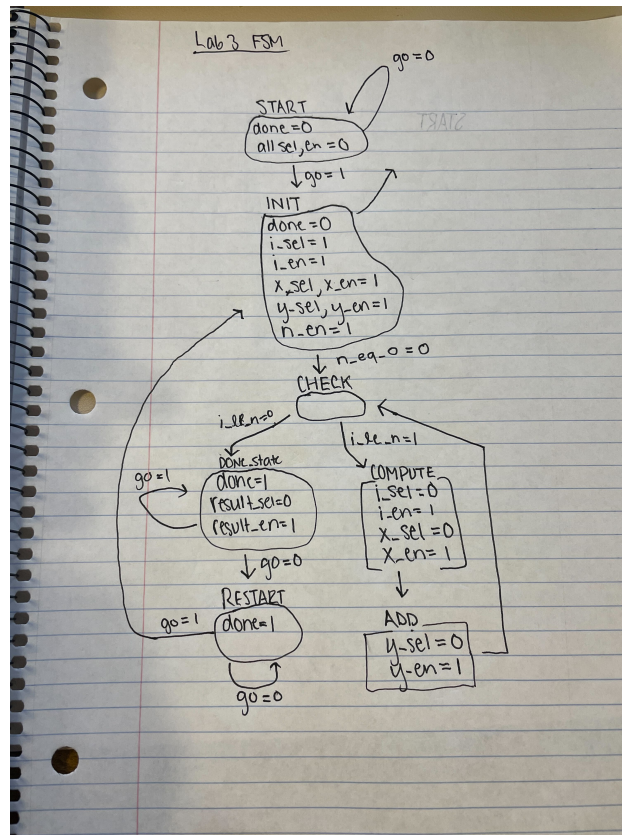 Lab 3 FSM
go=0
START
done=0
all sel, en=0
START
go=1
INIT
done=0
i_sel=1
i_en=1
x_sel, x_en=1
y_sel, y_en=1
n_en=1
n_eq_0=0
CHECK
i_le_n=0
i_le_n=1
DONE_state
go=1
done=1
result_sel=0
result_en=1
COMPUTE
i_sel=0
i_en=1
x_sel=0
x_en=1
go=0
RESTART
go=1
done=1
go=0
ADD
y_sel=0
y_en=1